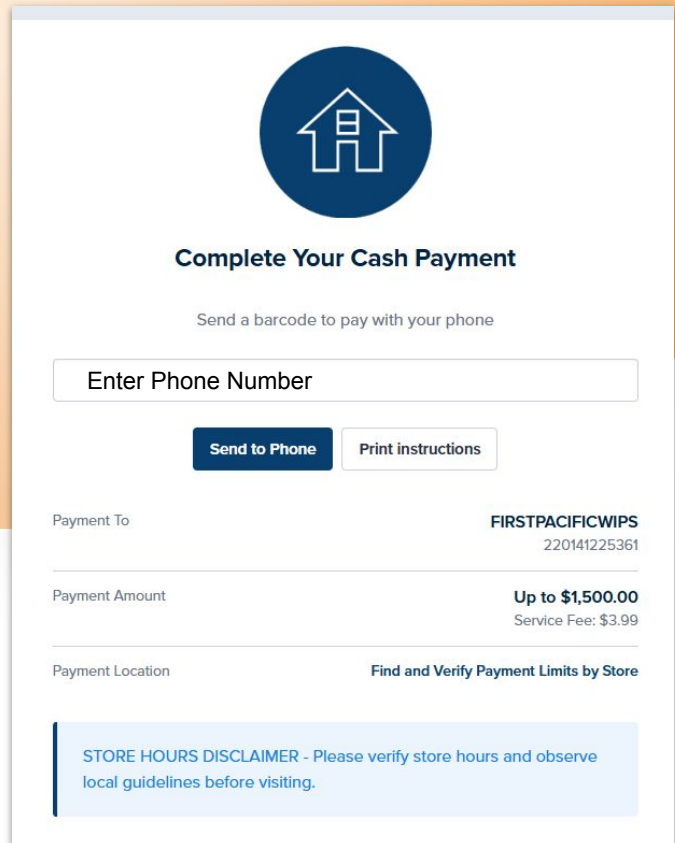 Complete Your Cash Payment
Send a barcode to pay with your phone
Enter Phone Number
Send to Phone Print instructions
Payment To FIRSTPACIFICWIPS
220141225361
Payment Amount Up to $1,500.00
Service Fee: $3.99
Payment Location Find and Verify Payment Limits by Store
STORE HOURS DISCLAIMER - Please verify store hours and observe
local guidelines before visiting.